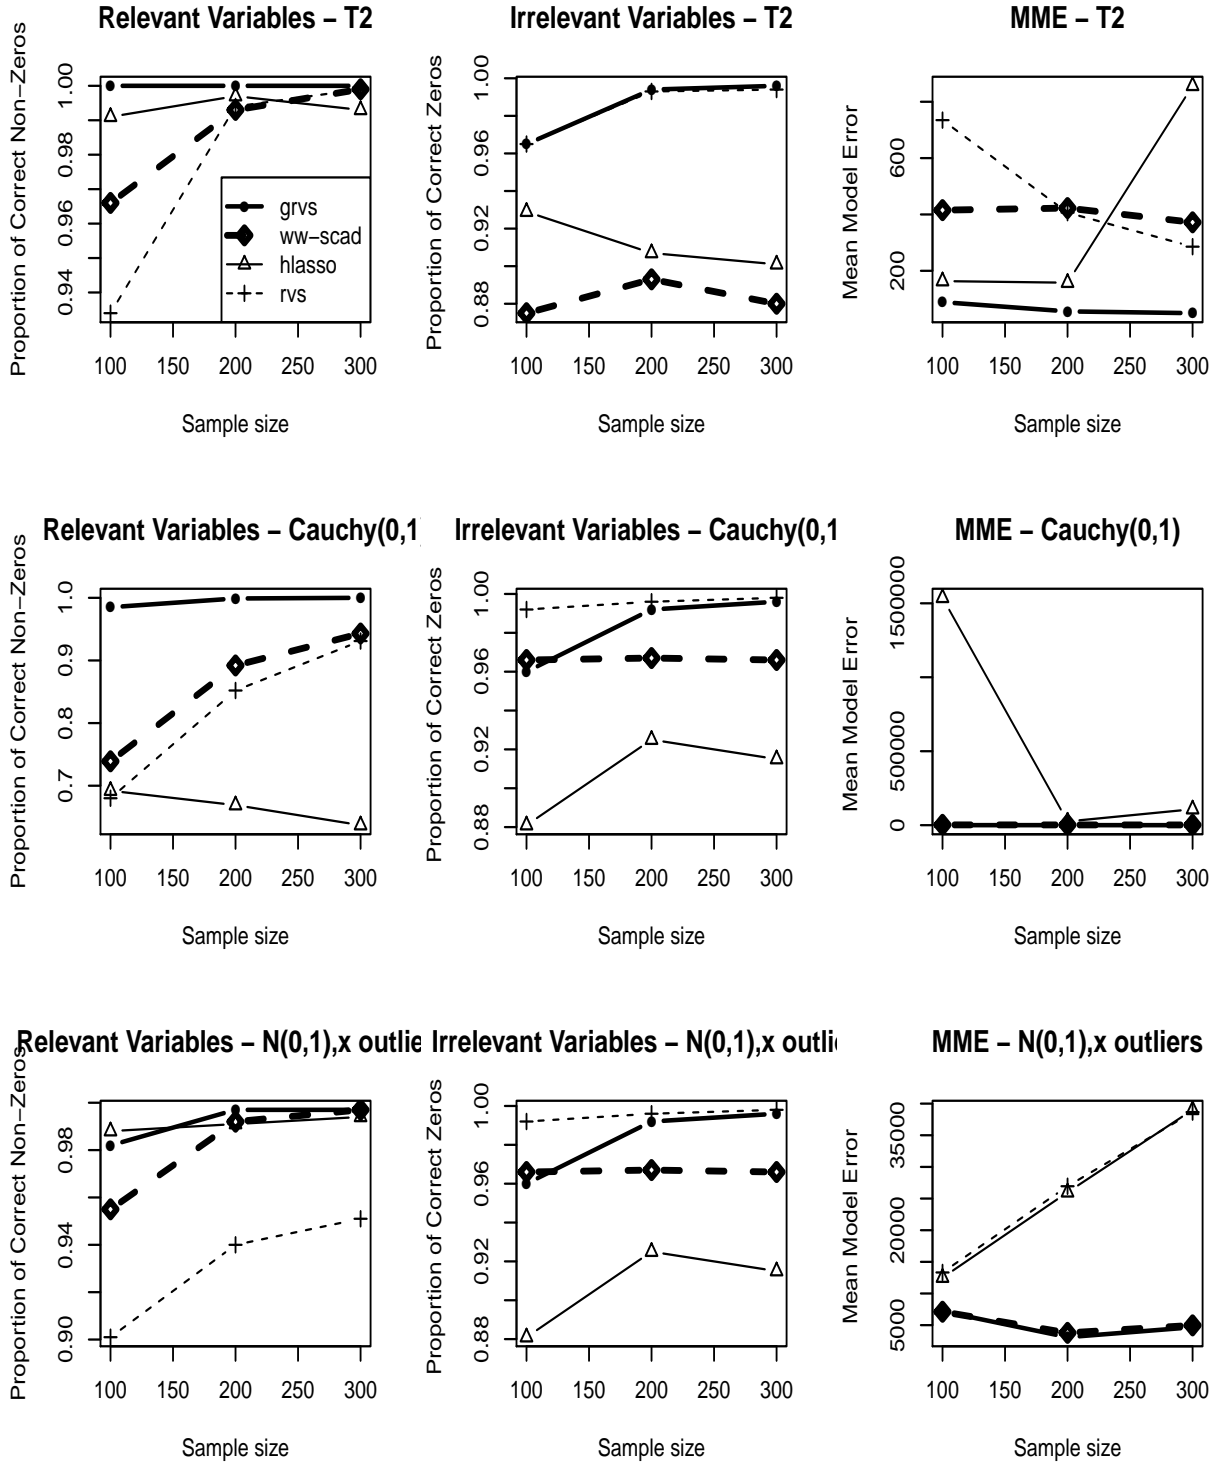 Relevant Variables − T2
Irrelevant Variables − T2
MME − T2
Proportion of Correct Non−Zeros
0.94 0.96 0.98 1.00
grvs
ww−scad
hlasso
rvs
100 150 200 250 300
Sample size
Proportion of Correct Zeros
0.88 0.92 0.96 1.00
100 150 200 250 300
Sample size
Mean Model Error
200 600
100 150 200 250 300
Sample size
Relevant Variables − Cauchy(0,1)
Irrelevant Variables − Cauchy(0,1
MME − Cauchy(0,1)
Proportion of Correct Non−Zeros
0.7 0.8 0.9 1.0
100 150 200 250 300
Sample size
Proportion of Correct Zeros
0.88 0.92 0.96 1.00
100 150 200 250 300
Sample size
Mean Model Error
0 500000 1500000
100 150 200 250 300
Sample size
Relevant Variables − N(0,1),x outlie
Irrelevant Variables − N(0,1),x outli
MME − N(0,1),x outliers
Proportion of Correct Non−Zeros
0.90 0.94 0.98
100 150 200 250 300
Sample size
Proportion of Correct Zeros
0.88 0.92 0.96 1.00
100 150 200 250 300
Sample size
Mean Model Error
5000 20000 35000
100 150 200 250 300
Sample size